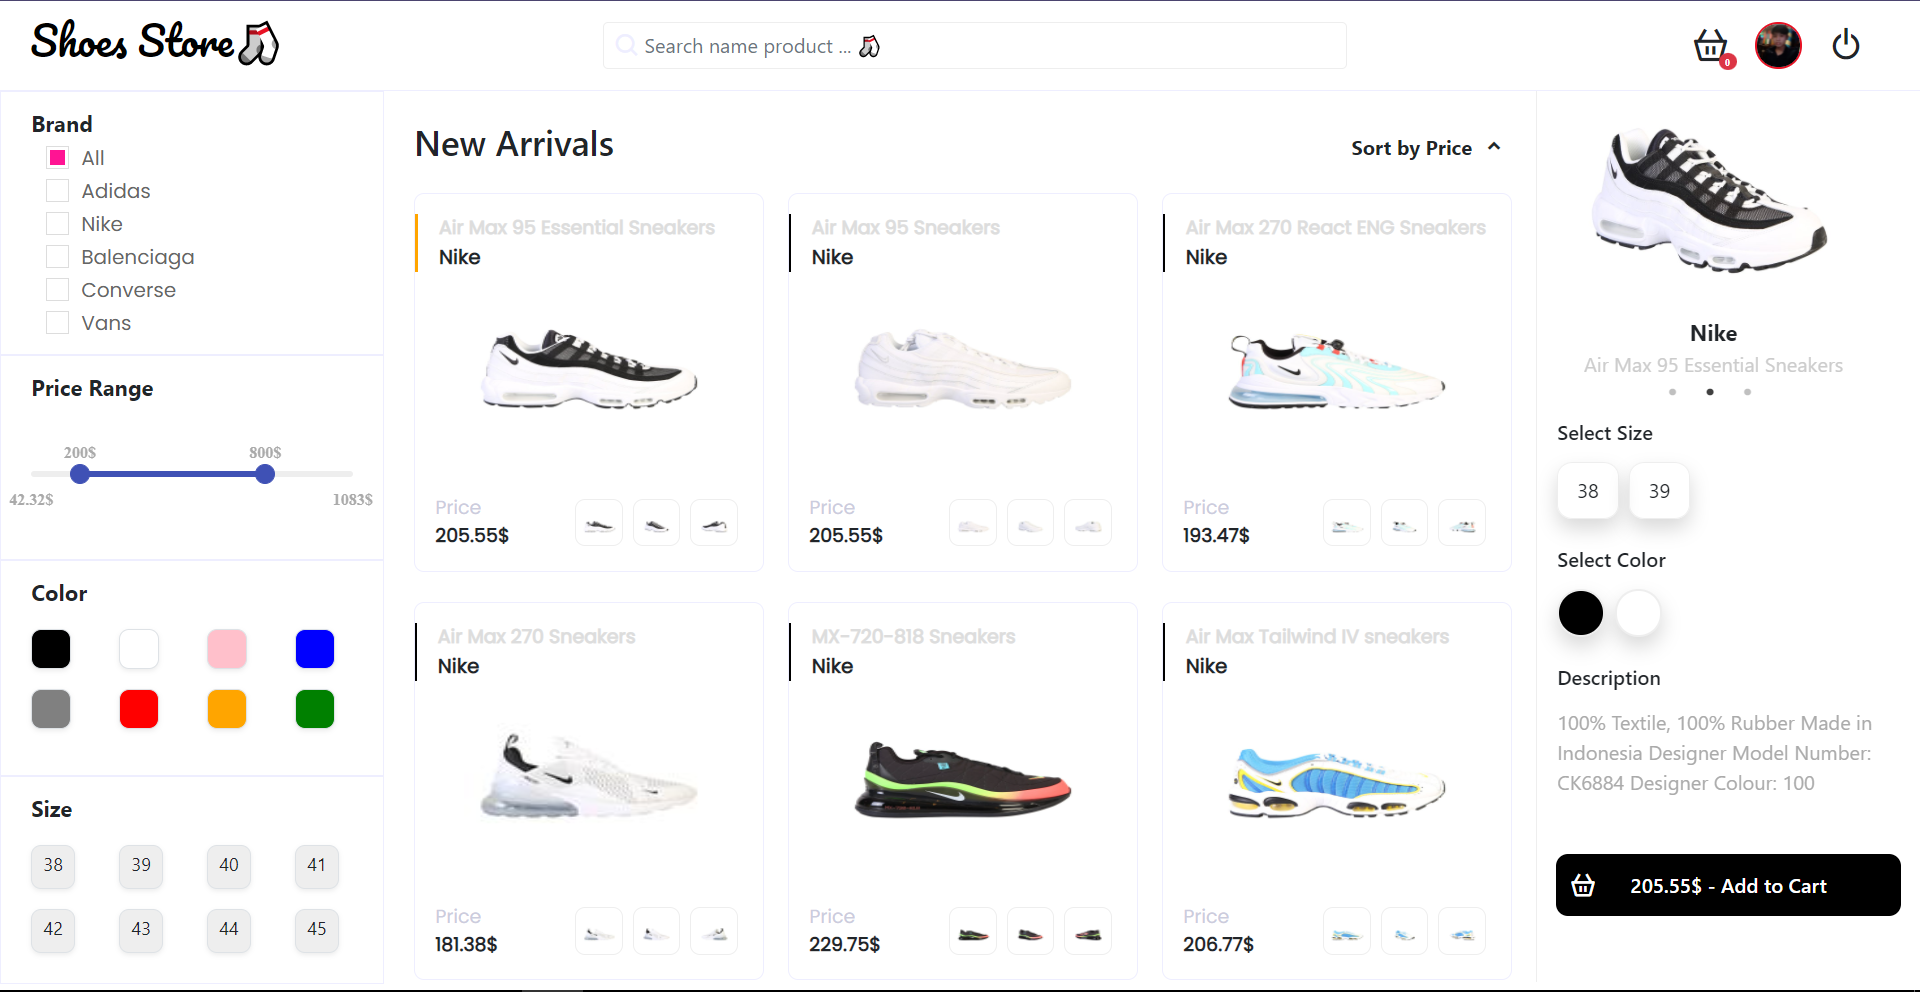 Shoes Store
Search name product ...
0
Brand
All
Adidas
Nike
Balenciaga
Converse
Vans
Price Range
200$ 800$
42.32$ 1083$
Color
Size
38 39 40 41
42 43 44 45
New Arrivals
Sort by Price
Air Max 95 Essential Sneakers
Nike
Price
205.55$
Air Max 95 Sneakers
Nike
Price
205.55$
Air Max 270 React ENG Sneakers
Nike
Price
193.47$
Air Max 270 Sneakers
Nike
Price
181.38$
MX-720-818 Sneakers
Nike
Price
229.75$
Air Max Tailwind IV sneakers
Nike
Price
206.77$
Nike
Air Max 95 Essential Sneakers
Select Size
38 39
Select Color
Description
100% Textile, 100% Rubber Made in
Indonesia Designer Model Number:
CK6884 Designer Colour: 100
205.55$ - Add to Cart